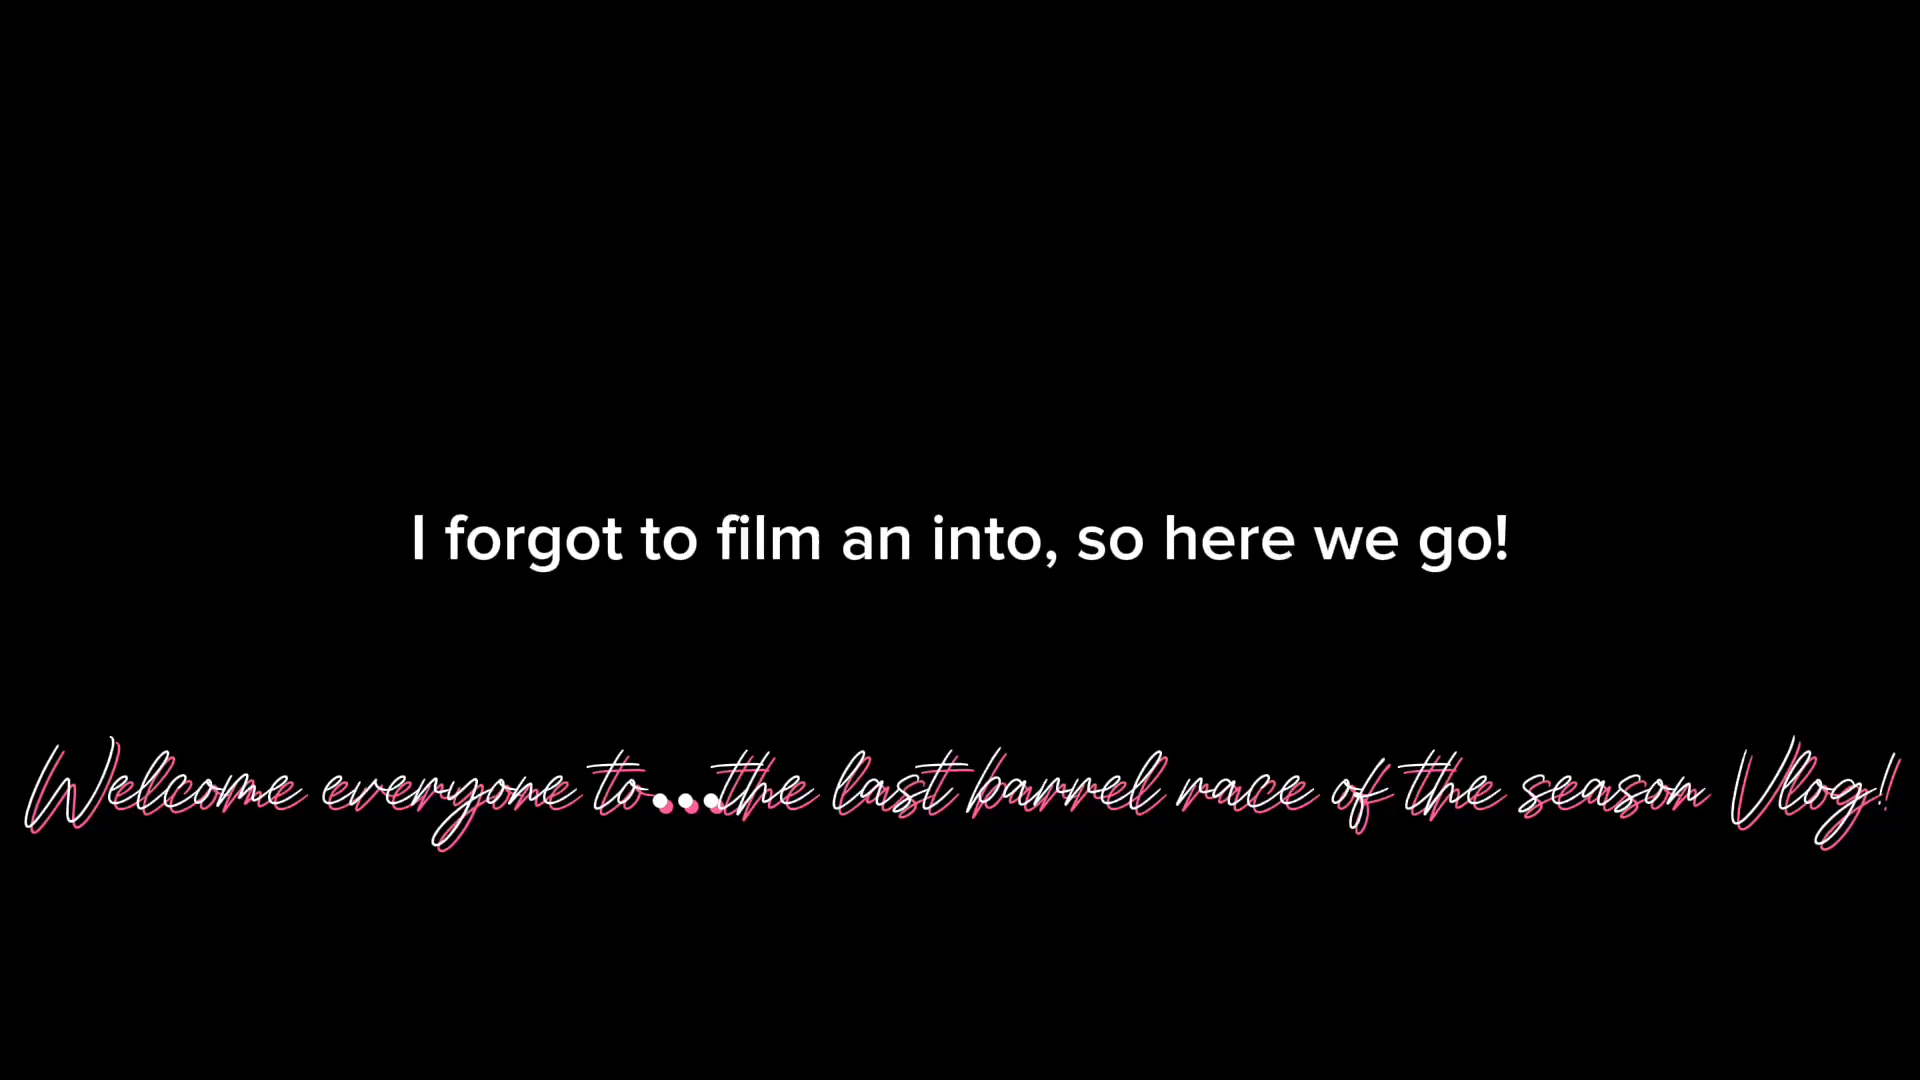 I forgot to film an into, so here we go!
Welcome everyone to...the last barrel race of the season Vlog!